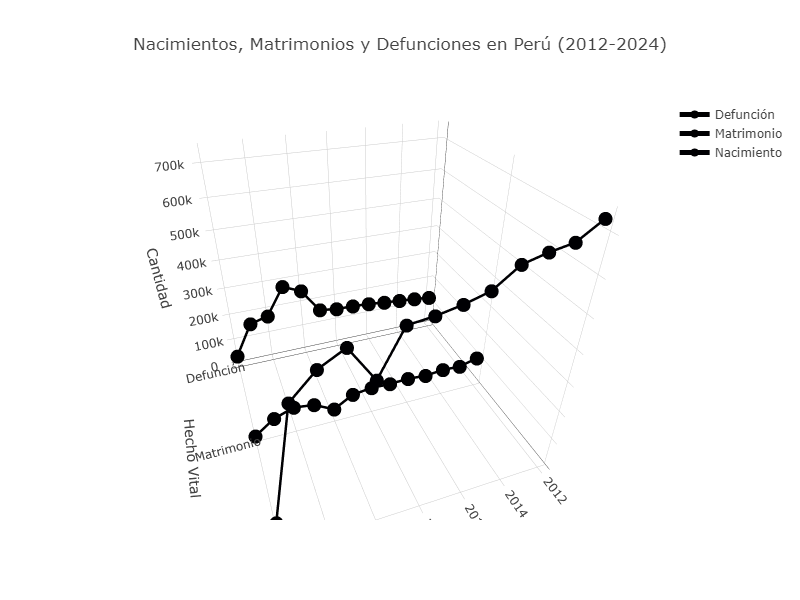 Nacimientos, Matrimonios y Defunciones en Perú (2012-2024)
Defunción
Matrimonio
Nacimiento
700k
600k
500k
400k
300k
200k
100k
0
Cantidad
Defunción
Matrimonio
Hecho Vital
2014
2012